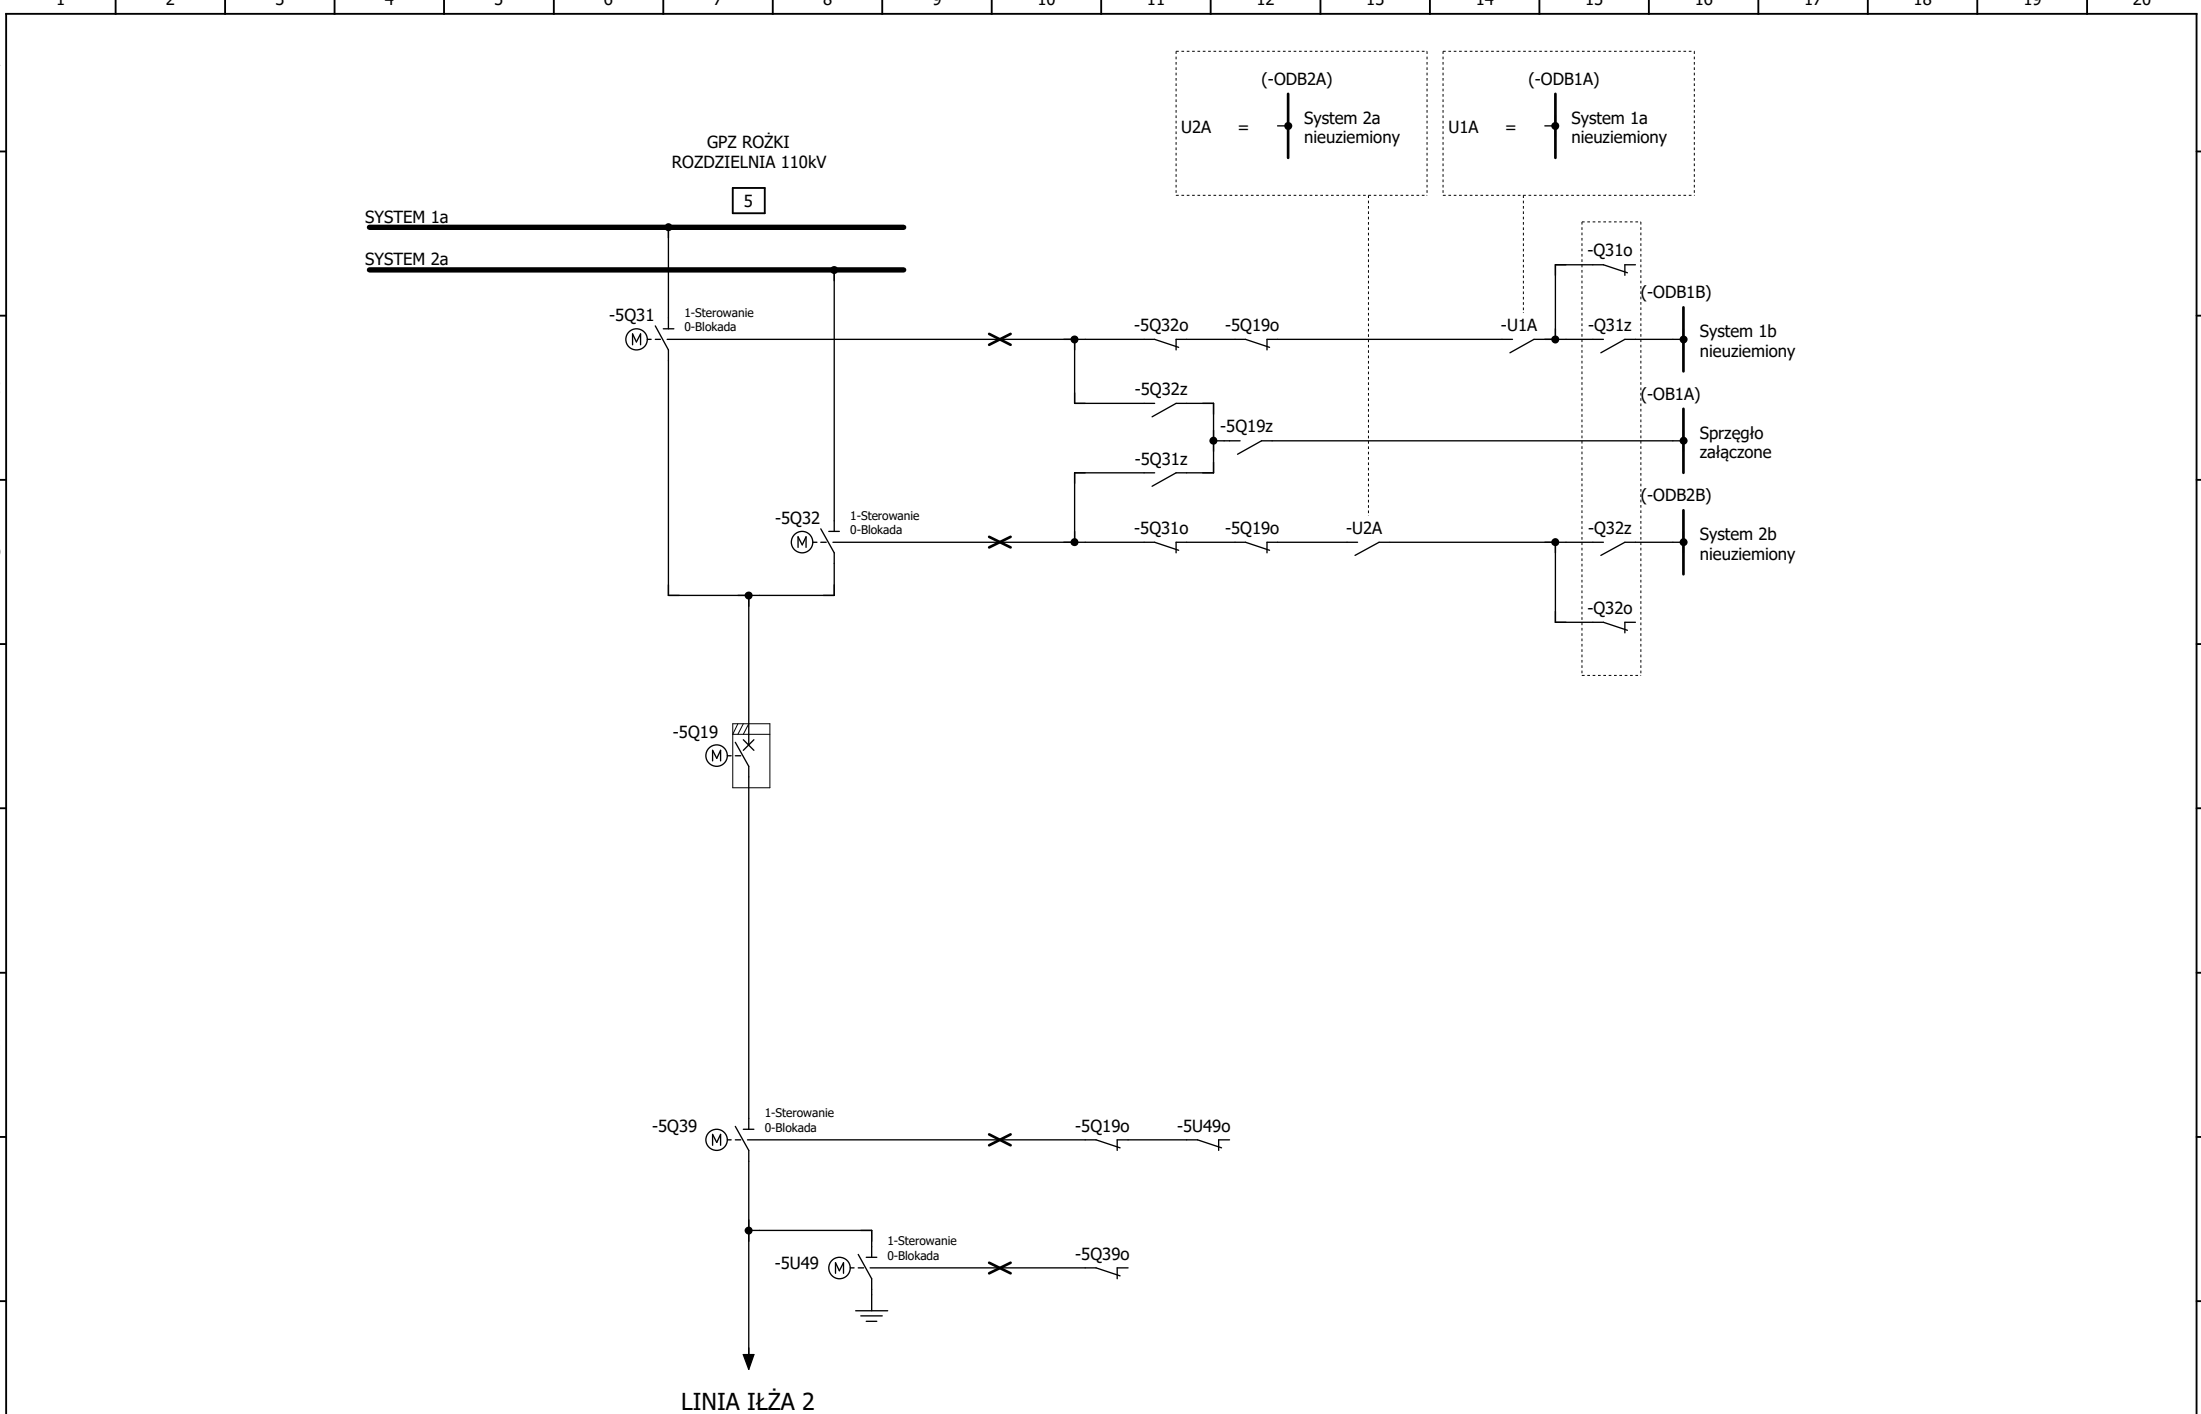 1 2 3 4 5 6 7 8 9 10 11 12 13 14 15 16 17 18 19 20
(-ODB2A)
U2A =
System 2a
nieuziemiony
(-ODB1A)
U1A =
System 1a
nieuziemiony
GPZ ROŻKI
ROZDZIELNIA 110kV
5
SYSTEM 1a
SYSTEM 2a
-Q31o
(-ODB1B)
-5Q31
M
1-Sterowanie
0-Blokada
-5Q32o
-5Q19o
-U1A
-Q31z
System 1b
nieuziemiony
-5Q32z
(-OB1A)
-5Q19z
Sprzęgło
załączone
-5Q31z
(-ODB2B)
-5Q32
M
1-Sterowanie
0-Blokada
-5Q31o
-5Q19o
-U2A
-Q32z
System 2b
nieuziemiony
-Q32o
-5Q19
M
-5Q39
M
1-Sterowanie
0-Blokada
-5Q19o
-5U49o
-5U49
M
1-Sterowanie
0-Blokada
-5Q39o
LINIA IŁŻA 2